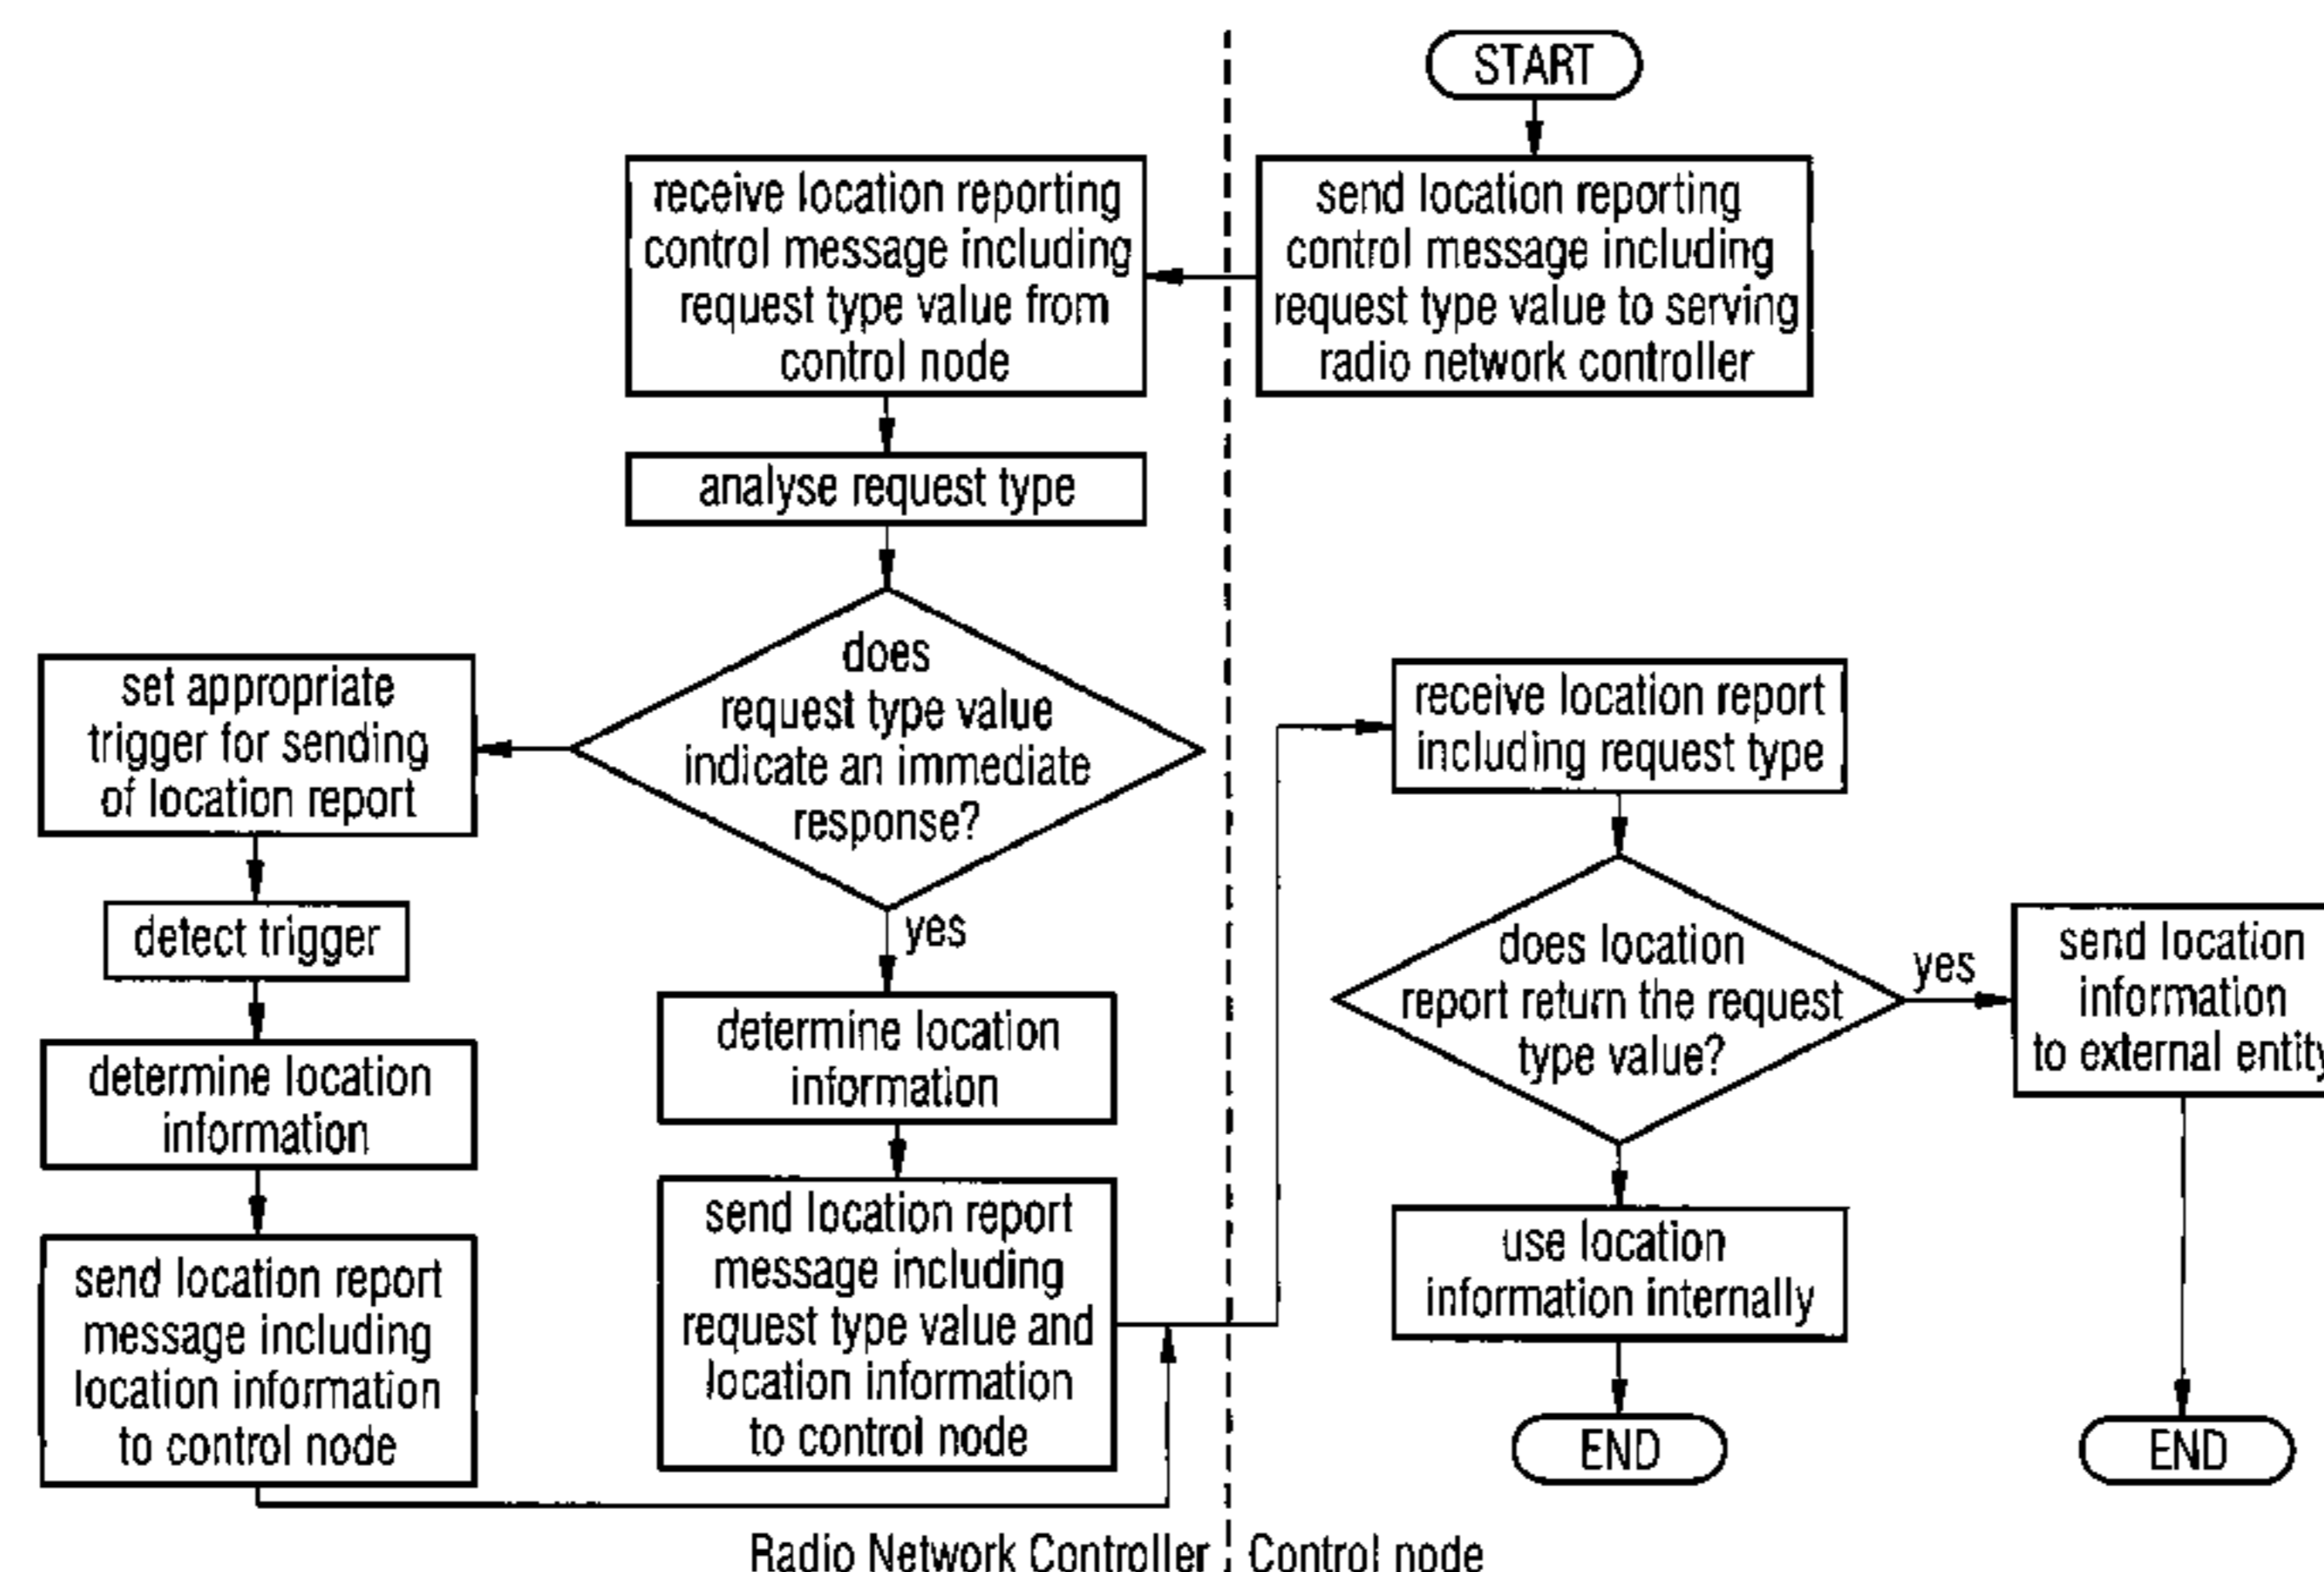 START
send location reporting
control message including
request type value to serving
radio network controller
receive location reporting
control message including
request type value from
control node
analyse request type
does
request type value
indicate an immediate
response?
set appropriate
trigger for sending
of location report
detect trigger
determine location
information
send location report
message including
location information
to control node
yes
determine location
information
send location report
message including
request type value and
location information
to control node
receive location report
including request type
does location
report return the request
type value?
yes
send location
information
to external entity
use location
information internally
END
END
Radio Network Controller
Control node